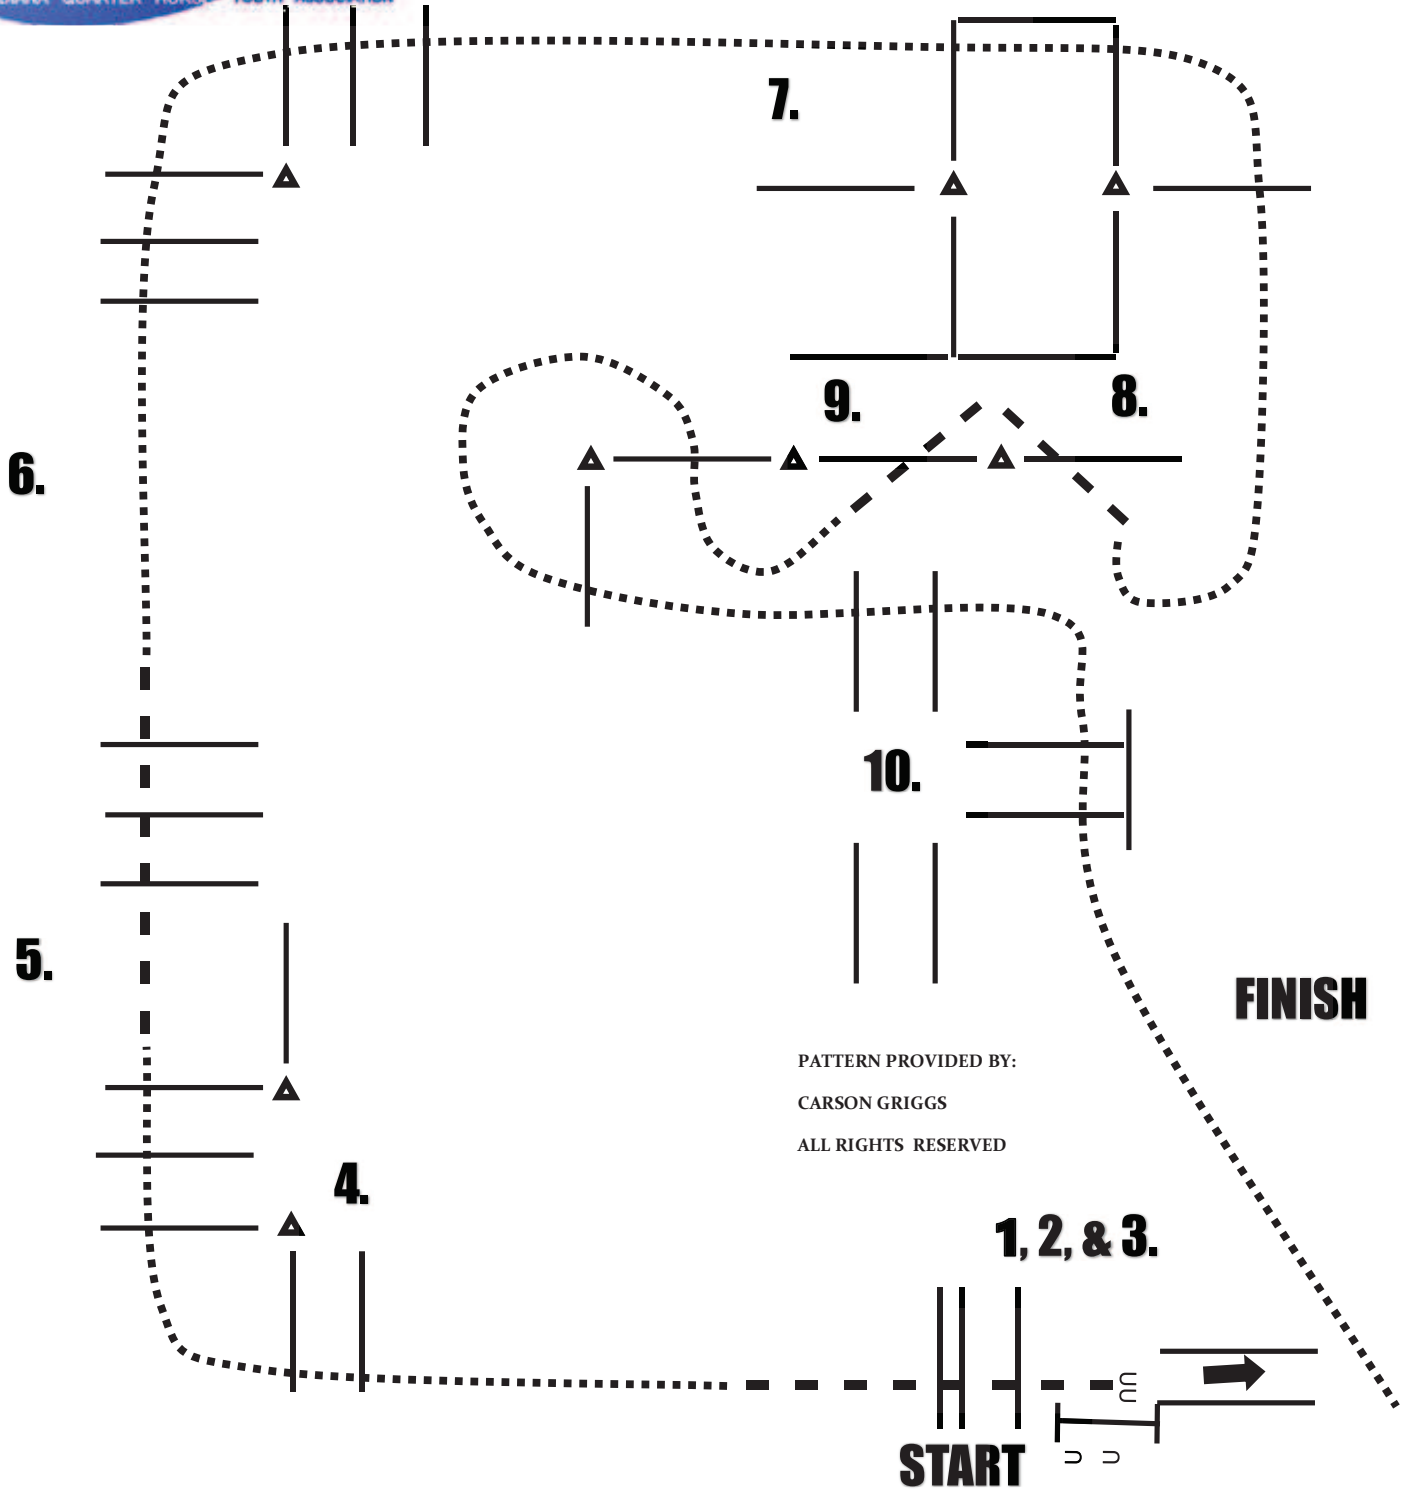 QUARTER
7.
9.
8.
6.
10.
5.
FINISH
PATTERN PROVIDED BY:
CARSON GRIGGS
ALL RIGHTS RESERVED
4.
1, 2, & 3.
START